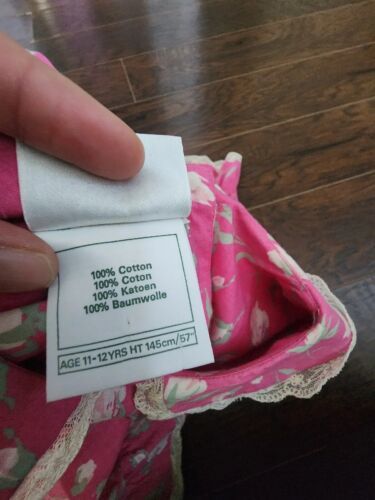 100% Cotton
100% Coton
100% Katoen
100% Baumwolle
AGE 11-12YRS HT 145cm/57"